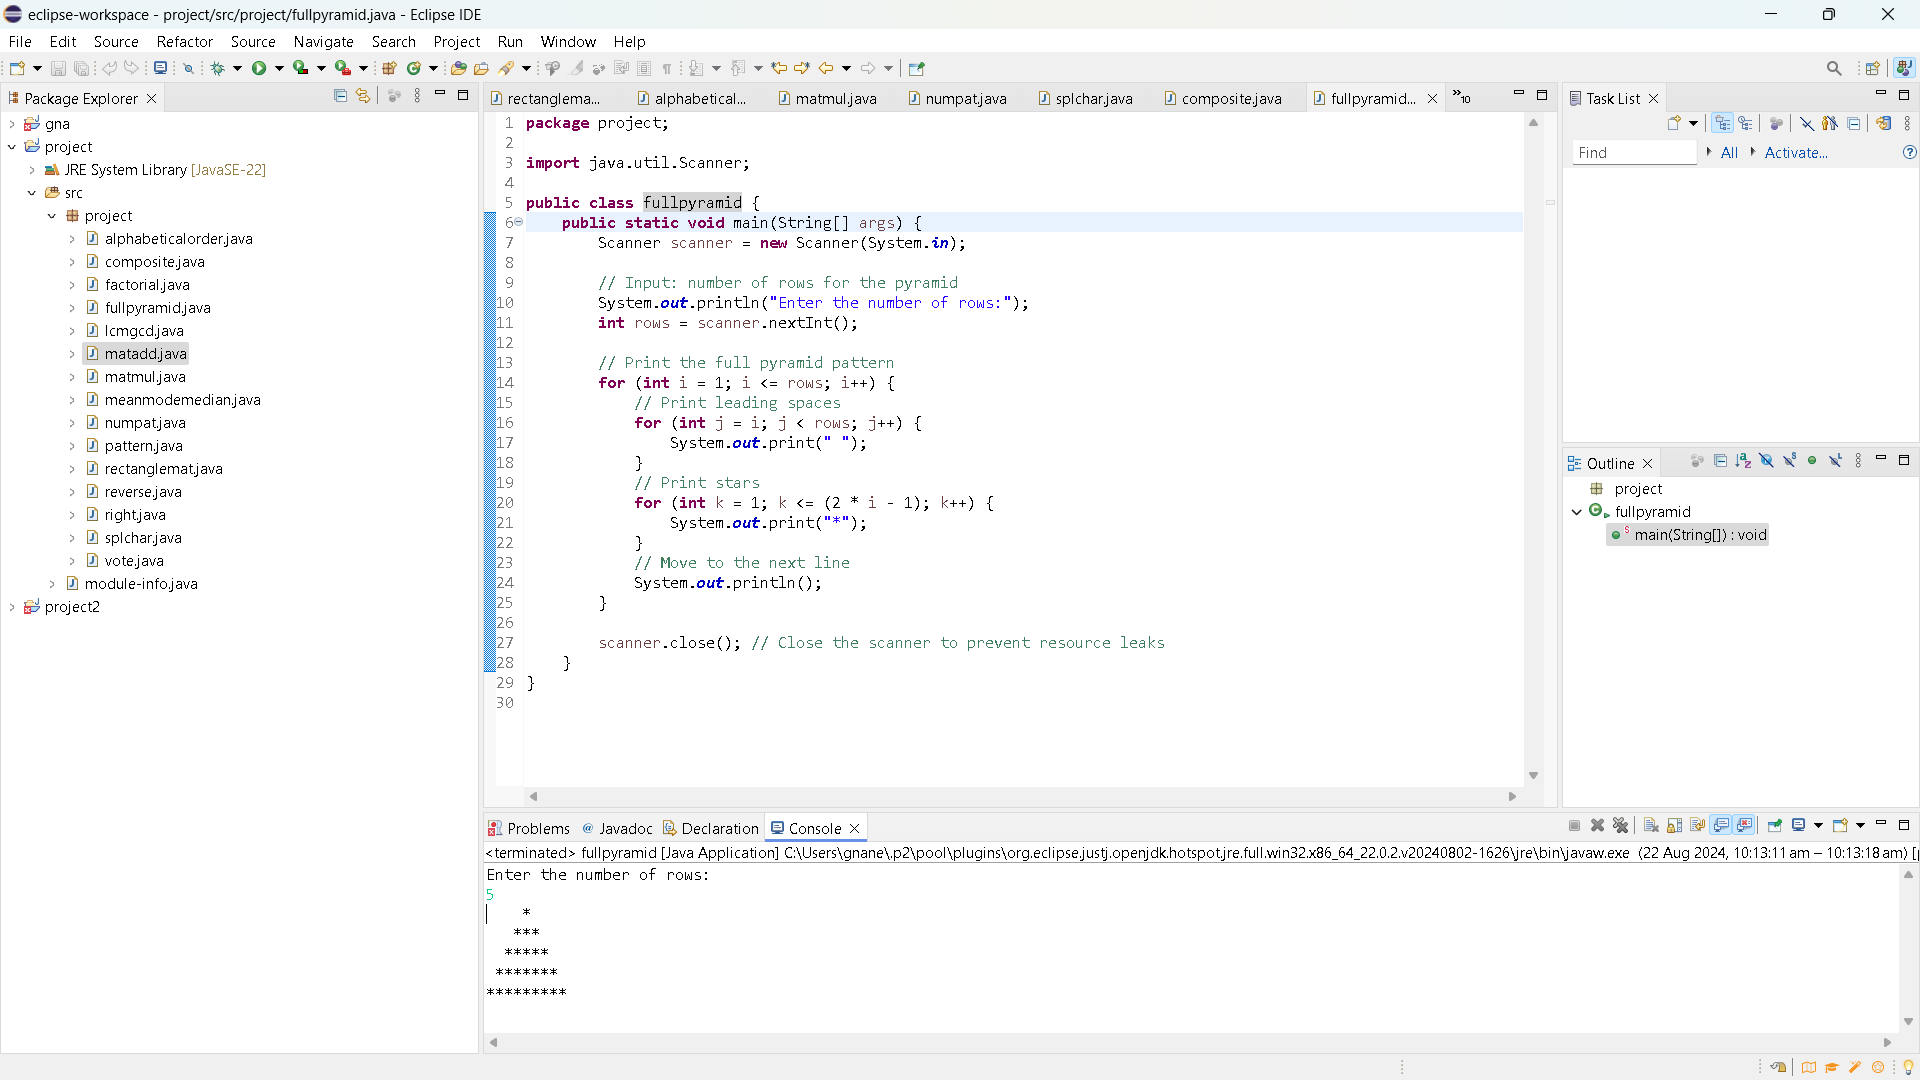 eclipse-workspace - project/src/project/fullpyramid.java - Eclipse IDE
File Edit Source Refactor Source Navigate Search Project Run Window Help
Package Explorer
gna
project
JRE System Library [JavaSE-22]
src
project
alphabeticalorder.java
composite.java
factorial.java
fullpyramid.java
lcmgcd.java
matadd.java
matmul.java
meanmodemedian.java
numpat.java
pattern.java
rectanglemat.java
reverse.java
right.java
splchar.java
vote.java
module-info.java
project2
rectanglema... alphabetical... matmul.java numpat.java splchar.java composite.java fullpyramid... »10
1 package project;
2
3 import java.util.Scanner;
4
5 public class fullpyramid {
6     public static void main(String[] args) {
7         Scanner scanner = new Scanner(System.in);
8
9         // Input: number of rows for the pyramid
10         System.out.println("Enter the number of rows:");
11         int rows = scanner.nextInt();
12
13         // Print the full pyramid pattern
14         for (int i = 1; i <= rows; i++) {
15             // Print leading spaces
16             for (int j = i; j < rows; j++) {
17                 System.out.print(" ");
18             }
19             // Print stars
20             for (int k = 1; k <= (2 * i - 1); k++) {
21                 System.out.print("*");
22             }
23             // Move to the next line
24             System.out.println();
25         }
26
27         scanner.close(); // Close the scanner to prevent resource leaks
28     }
29 }
30
Task List
Find All Activate...
Outline
project
fullpyramid
main(String[]) : void
Problems Javadoc Declaration Console
<terminated> fullpyramid [Java Application] C:\Users\gnane\.p2\pool\plugins\org.eclipse.justj.openjdk.hotspot.jre.full.win32.x86_64_22.0.2.v20240802-1626\jre\bin\javaw.exe (22 Aug 2024, 10:13:11 am – 10:13:18 am) [
Enter the number of rows:
5
    *
   ***
  *****
 *******
*********